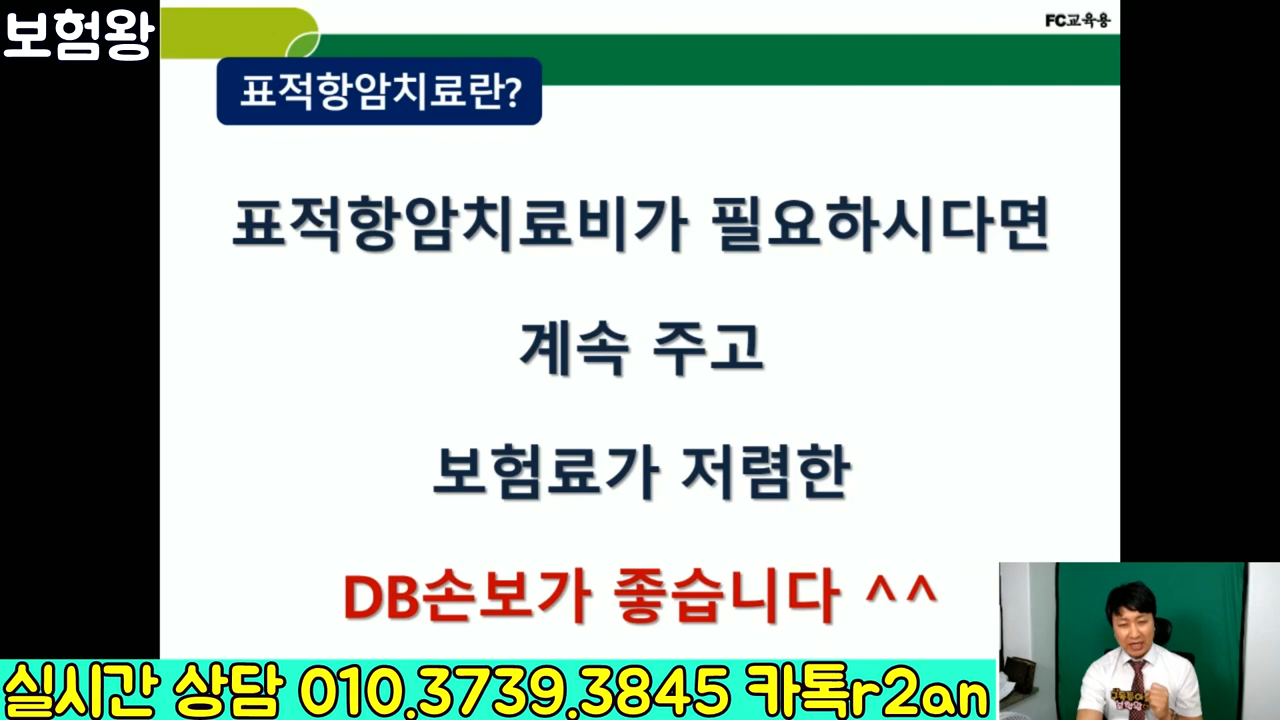 보험왕
FC교육용
표적항암치료란?
표적항암치료비가 필요하시다면
계속 주고
보험료가 저렴한
DB손보가 좋습니다 ^^
실시간 상담 010.3739.3845 카톡r2an